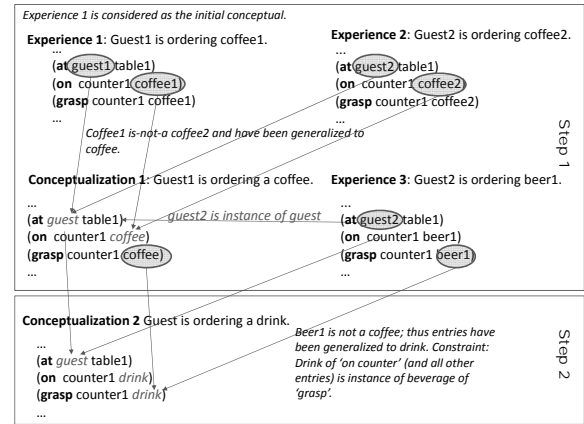 Experience 1 is considered as the initial conceptual.
Experience 1: Guest1 is ordering coffee1.
...
(at guest1 table1)
(on counter1 coffee1)
(grasp counter1 coffee1)
...
Experience 2: Guest2 is ordering coffee2.
...
(at guest2 table1)
(on counter1 coffee2)
(grasp counter1 coffee2)
...
Coffee1 is-not-a coffee2 and have been generalized to
coffee.
Step 1
Conceptualization 1: Guest1 is ordering a coffee.
...
(at guest table1)
(on counter1 coffee)
(grasp counter1 coffee)
...
guest2 is instance of guest
Experience 3: Guest2 is ordering beer1.
...
(at guest2 table1)
(on counter1 beer1)
(grasp counter1 beer1)
...
Conceptualization 2 Guest is ordering a drink.
...
(at guest table1)
(on counter1 drink)
(grasp counter1 drink)
...
Beer1 is not a coffee; thus entries have
been generalized to drink. Constraint:
Drink of ‘on counter’ (and all other
entries) is instance of beverage of
‘grasp’.
Step 2